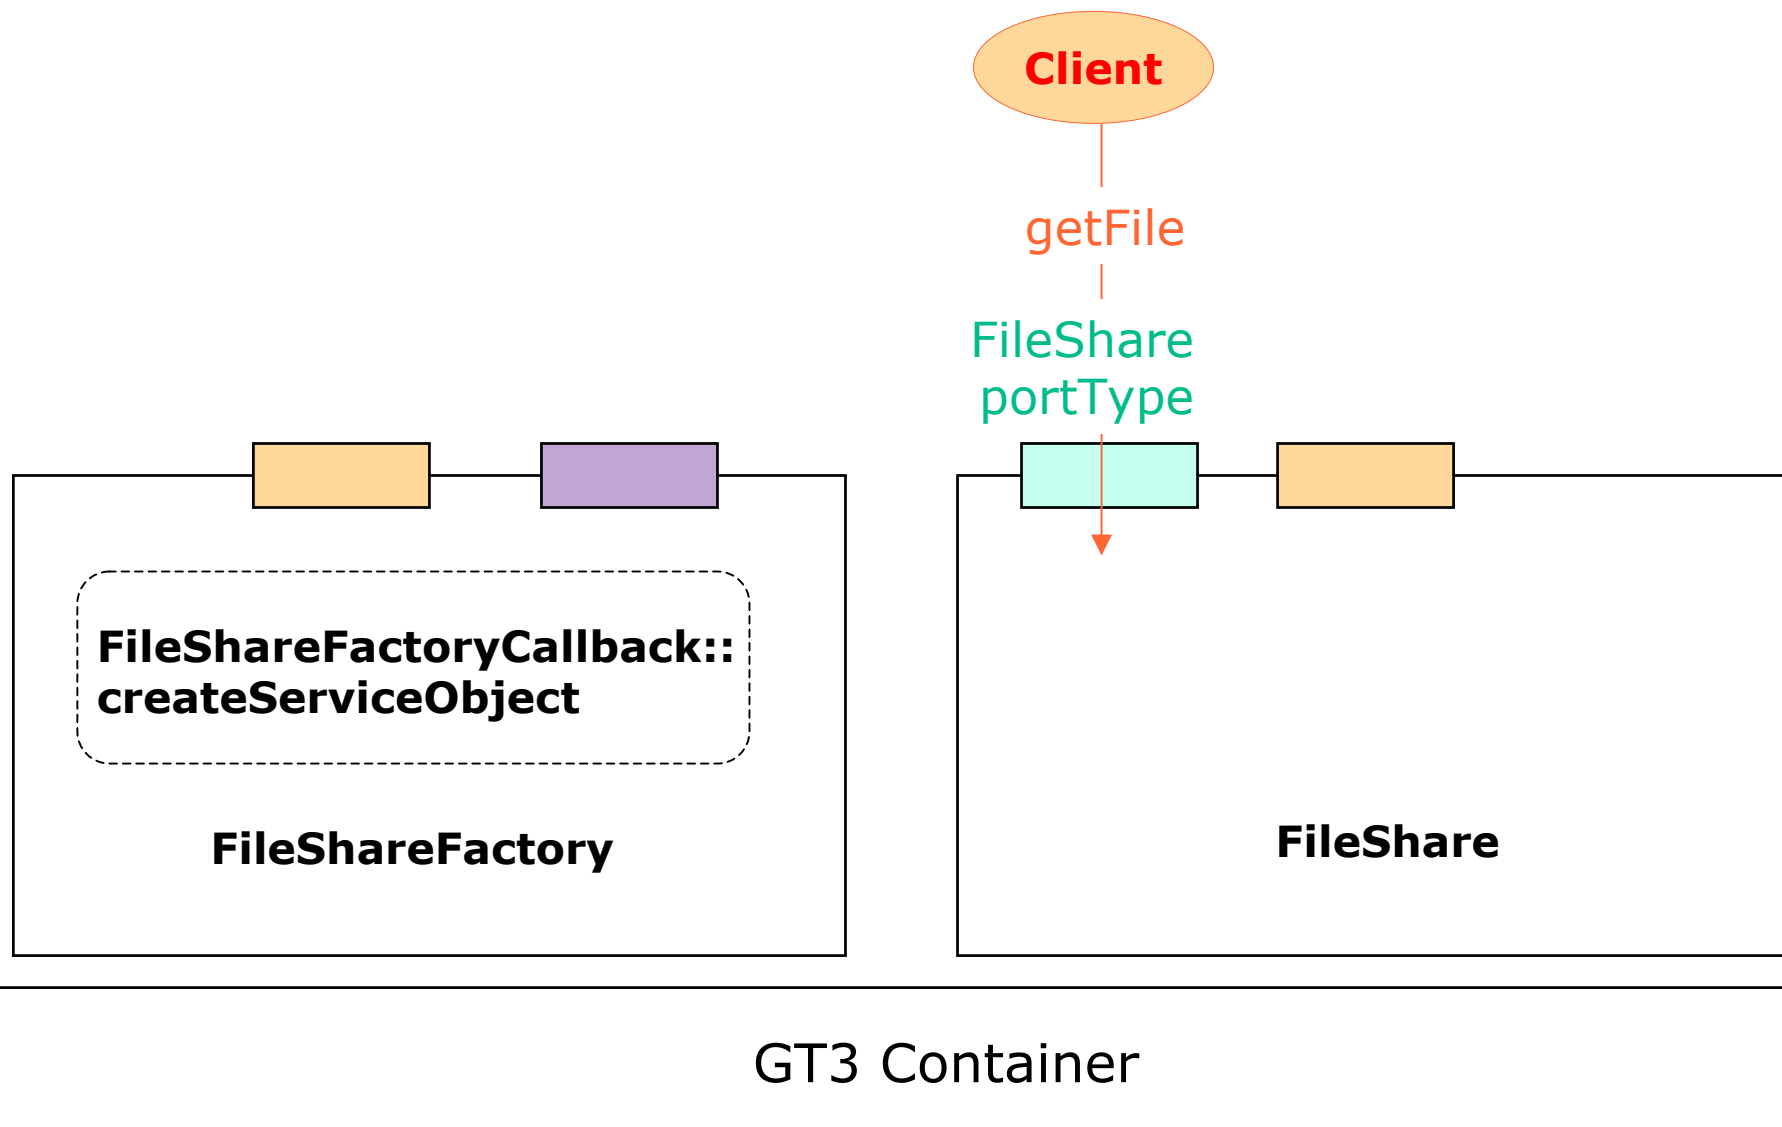 Client
getFile
FileShare
portType
FileShareFactoryCallback::
createServiceObject
FileShareFactory
FileShare
GT3 Container